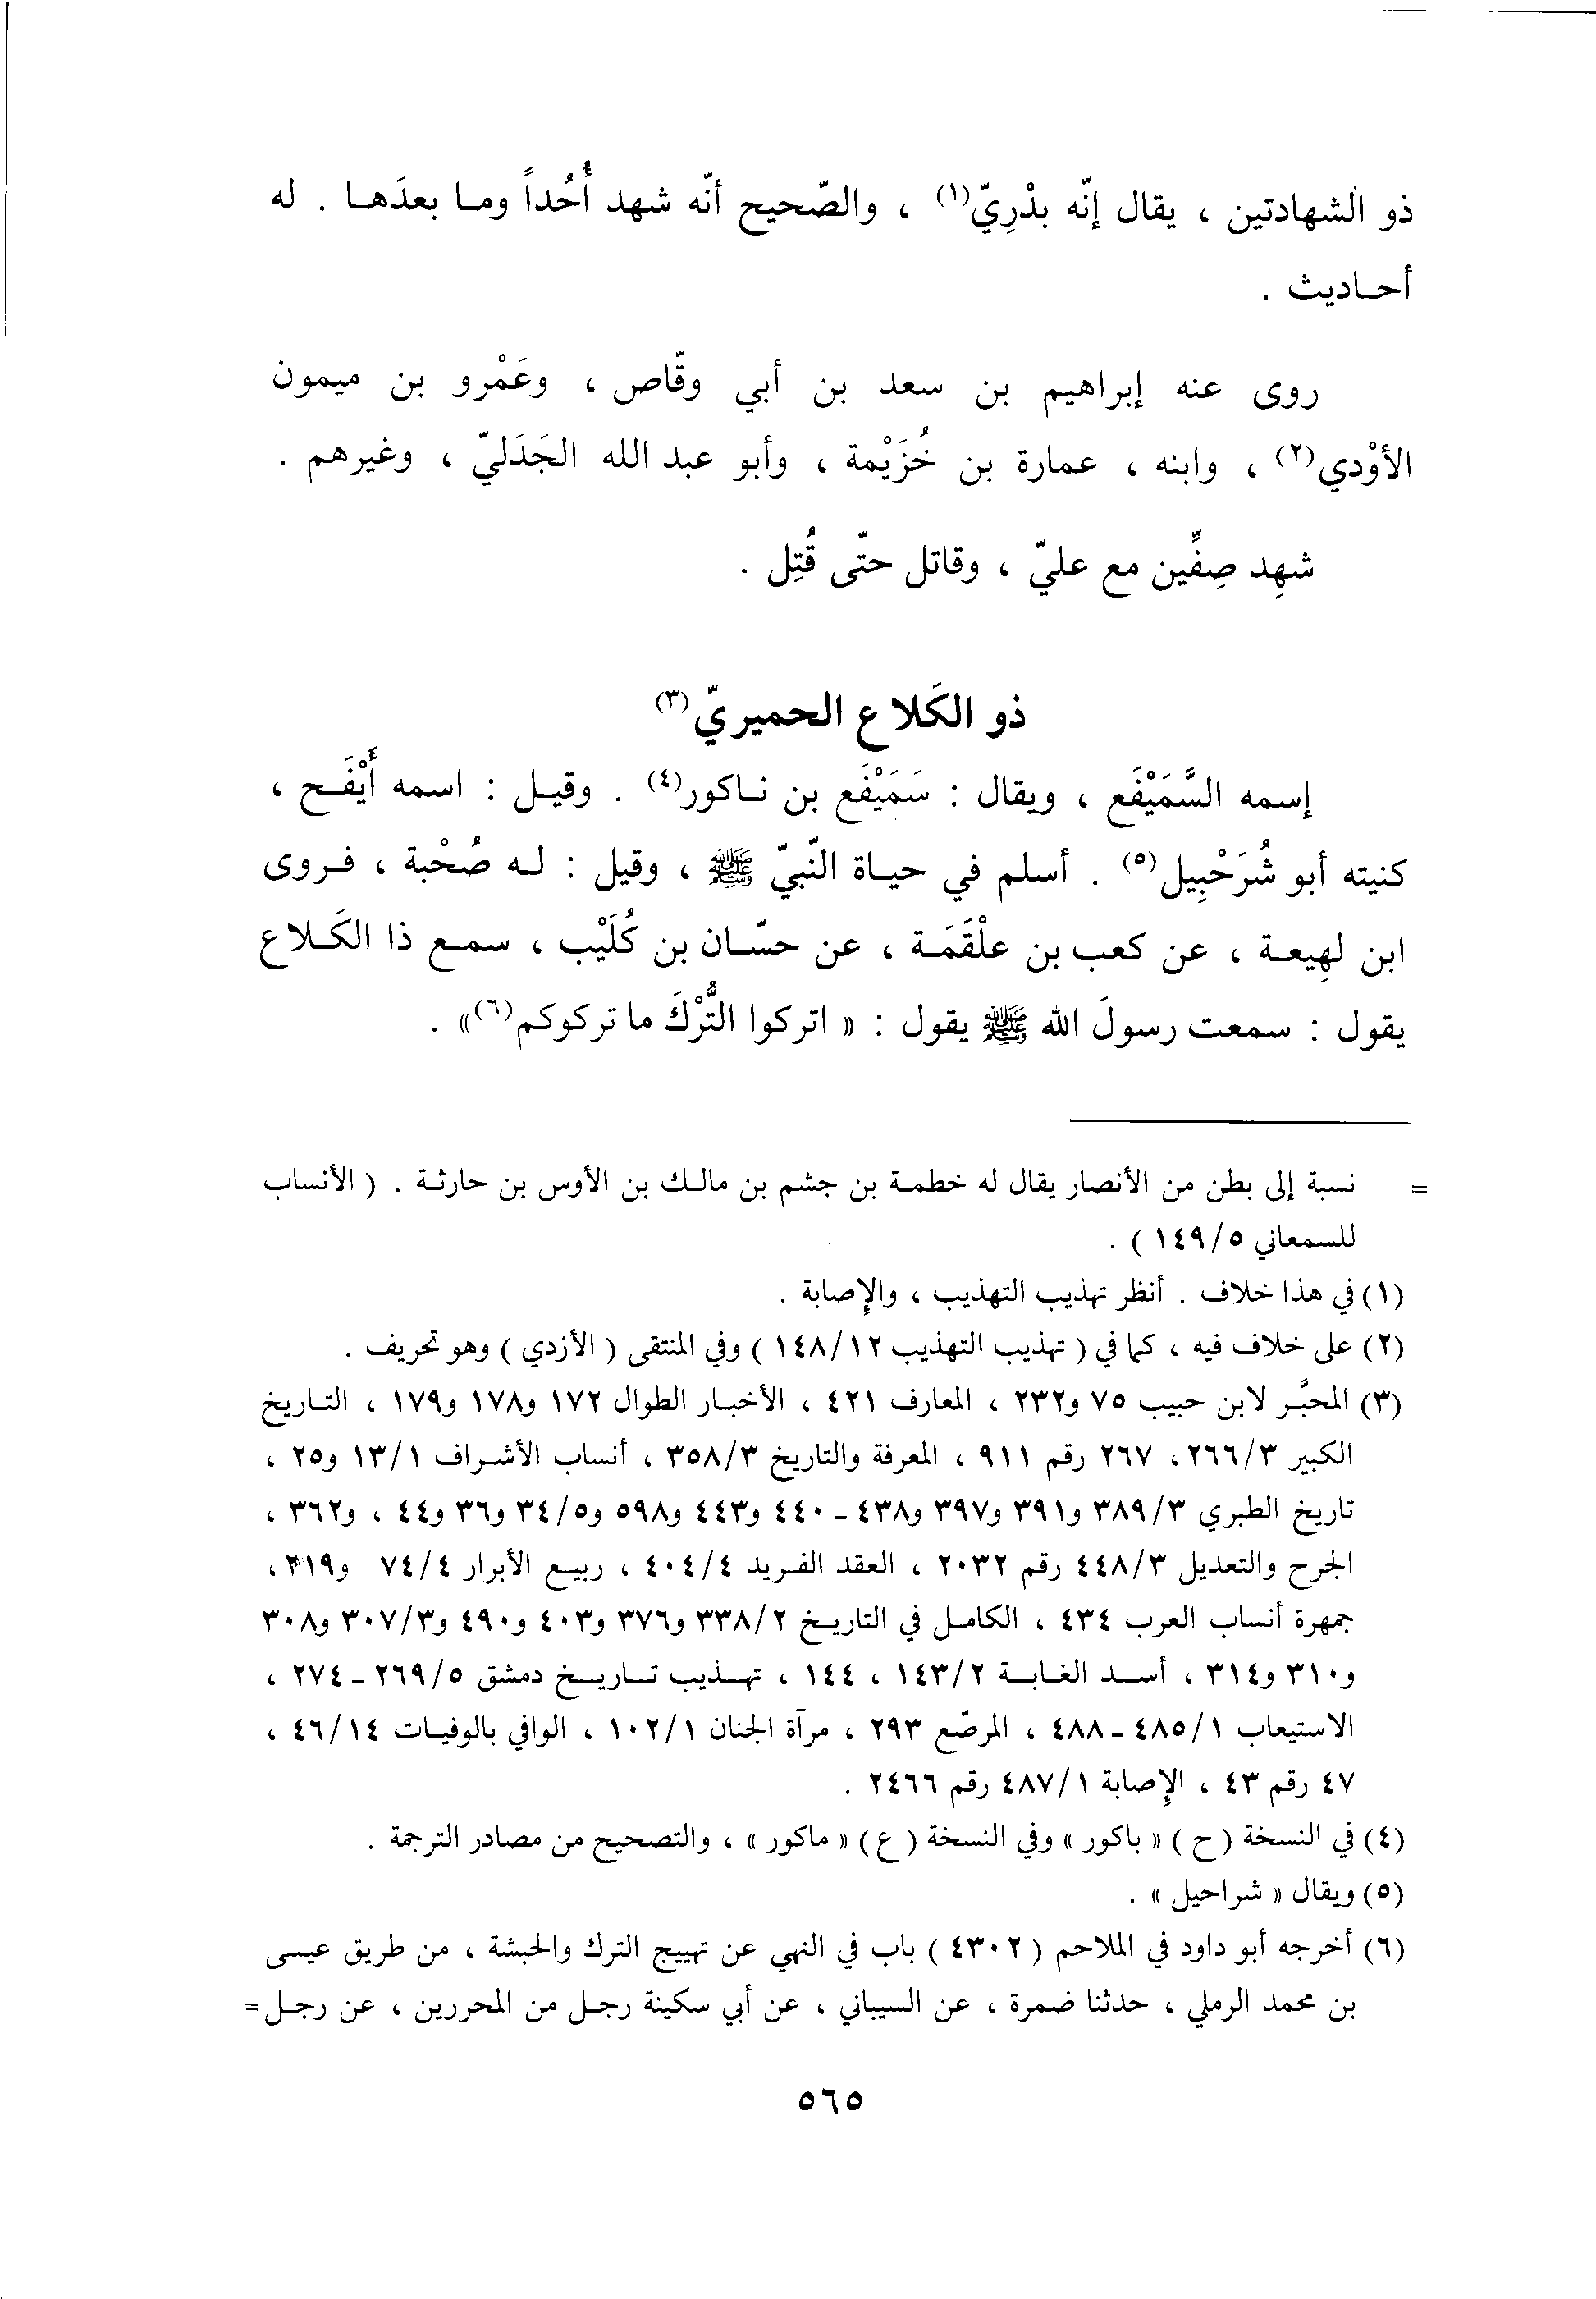 ذو الشهادتين ، يقال إنّه بدْرِيّ(١) ، والصّحيح أنّه شهد أُحُداً وما بعدَها . له
أحاديث .
روى عنه إبراهيم بن سعد بن أبي وقّاص ، وعَمْرو بن ميمون
الأوْدي(٢) ، وابنه ، عمارة بن خُزَيْمة ، وأبو عبد الله الجَدَليّ ، وغيرهم .
شهِد صِفِّين مع عليّ ، وقاتل حتّى قُتِل .
ذو الكَلاع الحميريّ(٣)
إسمه السَّمَيْفَع ، ويقال : سَمَيْفَع بن ناكور(٤) . وقيل : اسمه أَيْفَح ،
كنيته أبو شُرَحْبِيل(٥) . أسلم في حياة النّبيّ ﷺ ، وقيل : له صُحْبة ، فروى
ابن لهِيعة ، عن كعب بن علْقَمَة ، عن حسّان بن كُلَيْب ، سمع ذا الكَلاع
يقول : سمعت رسولَ الله ﷺ يقول : « اتركوا التُّرْكَ ما تركوكم(٦)» .
= نسبة إلى بطن من الأنصار يقال له خطمة بن جشم بن مالك بن الأوس بن حارثة . ( الأنساب
للسمعاني ١٤٩/٥ ) .
(١) في هذا خلاف . أنظر تهذيب التهذيب ، والإصابة .
(٢) على خلاف فيه ، كما في ( تهذيب التهذيب ١٤٨/١٢ ) وفي المنتقى ( الأزدي ) وهو تحريف .
(٣) المحبَّر لابن حبيب ٧٥ و٢٣٢ ، المعارف ٤٢١ ، الأخبار الطوال ١٧٢ و١٧٨ و١٧٩ ، التاريخ
الكبير ٢٦٦/٣، ٢٦٧ رقم ٩١١ ، المعرفة والتاريخ ٣٥٨/٣ ، أنساب الأشراف ١٣/١ و٢٥ ،
تاريخ الطبري ٣٨٩/٣ و٣٩١ و٣٩٧ و٤٣٨ - ٤٤٠ و٤٤٣ و٥٩٨ و٣٤/٥ و٣٦ و٤٤ ، و٣٦٢ ،
الجرح والتعديل ٤٤٨/٣ رقم ٢٠٣٢ ، العقد الفريد ٤٠٤/٤ ، ربيع الأبرار ٧٤/٤ و٣١٩ ،
جمهرة أنساب العرب ٤٣٤ ، الكامل في التاريخ ٣٣٨/٢ و٣٧٦ و٤٠٣ و٤٩٠ و٣٠٧/٣ و٣٠٨
و٣١٠ و٣١٤ ، أسد الغابة ١٤٣/٢ ، ١٤٤ ، تهذيب تاريخ دمشق ٢٦٩/٥ - ٢٧٤ ،
الاستيعاب ٤٨٥/١ - ٤٨٨ ، المرصّع ٢٩٣ ، مرآة الجنان ١٠٢/١ ، الوافي بالوفيات ٤٦/١٤ ،
٤٧ رقم ٤٣ ، الإصابة ٤٨٧/١ رقم ٢٤٦٦ .
(٤) في النسخة ( ح ) « باكور » وفي النسخة ( ع ) « ماكور » ، والتصحيح من مصادر الترجمة .
(٥) ويقال « شراحيل » .
(٦) أخرجه أبو داود في الملاحم ( ٤٣٠٢ ) باب في النهي عن تهييج الترك والحبشة ، من طريق عيسى
بن محمد الرملي ، حدثنا ضمرة ، عن السيباني ، عن أبي سكينة رجل من المحررين ، عن رجل =
٥٦٥